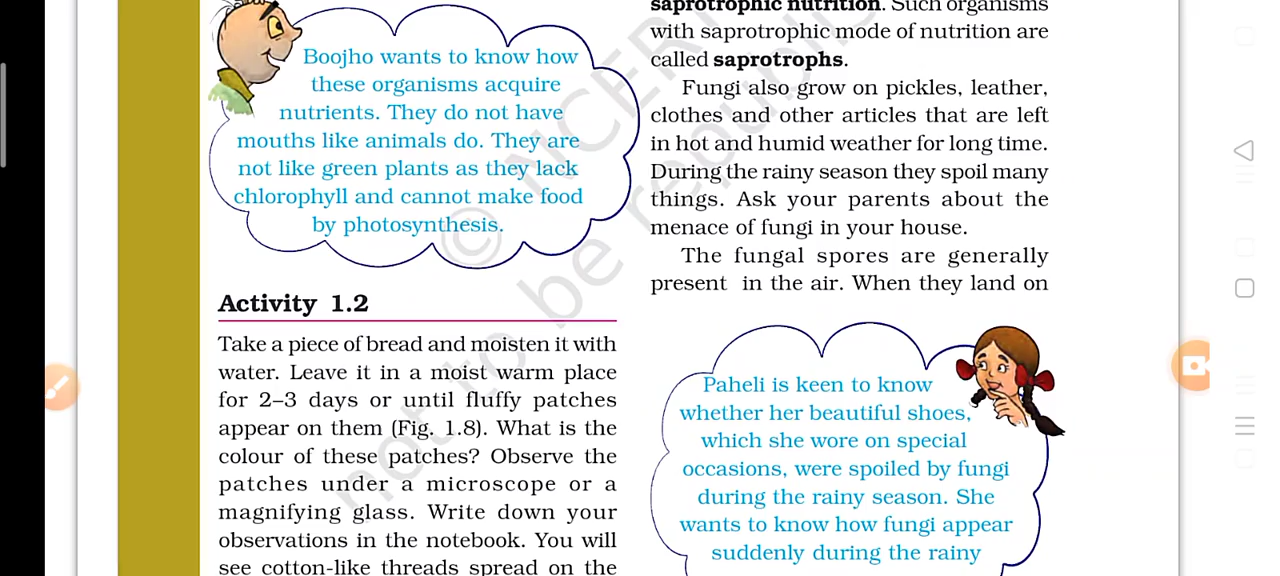 Boojho wants to know how
these organisms acquire
nutrients. They do not have
mouths like animals do. They are
not like green plants as they lack
chlorophyll and cannot make food
by photosynthesis.
Activity 1.2
Take a piece of bread and moisten it with
water. Leave it in a moist warm place
for 2–3 days or until fluffy patches
appear on them (Fig. 1.8). What is the
colour of these patches? Observe the
patches under a microscope or a
magnifying glass. Write down your
observations in the notebook. You will
see cotton-like threads spread on the
saprotrophic nutrition. Such organisms
with saprotrophic mode of nutrition are
called saprotrophs.
Fungi also grow on pickles, leather,
clothes and other articles that are left
in hot and humid weather for long time.
During the rainy season they spoil many
things. Ask your parents about the
menace of fungi in your house.
The fungal spores are generally
present in the air. When they land on
Paheli is keen to know
whether her beautiful shoes,
which she wore on special
occasions, were spoiled by fungi
during the rainy season. She
wants to know how fungi appear
suddenly during the rainy
© NCERT
not to be republi